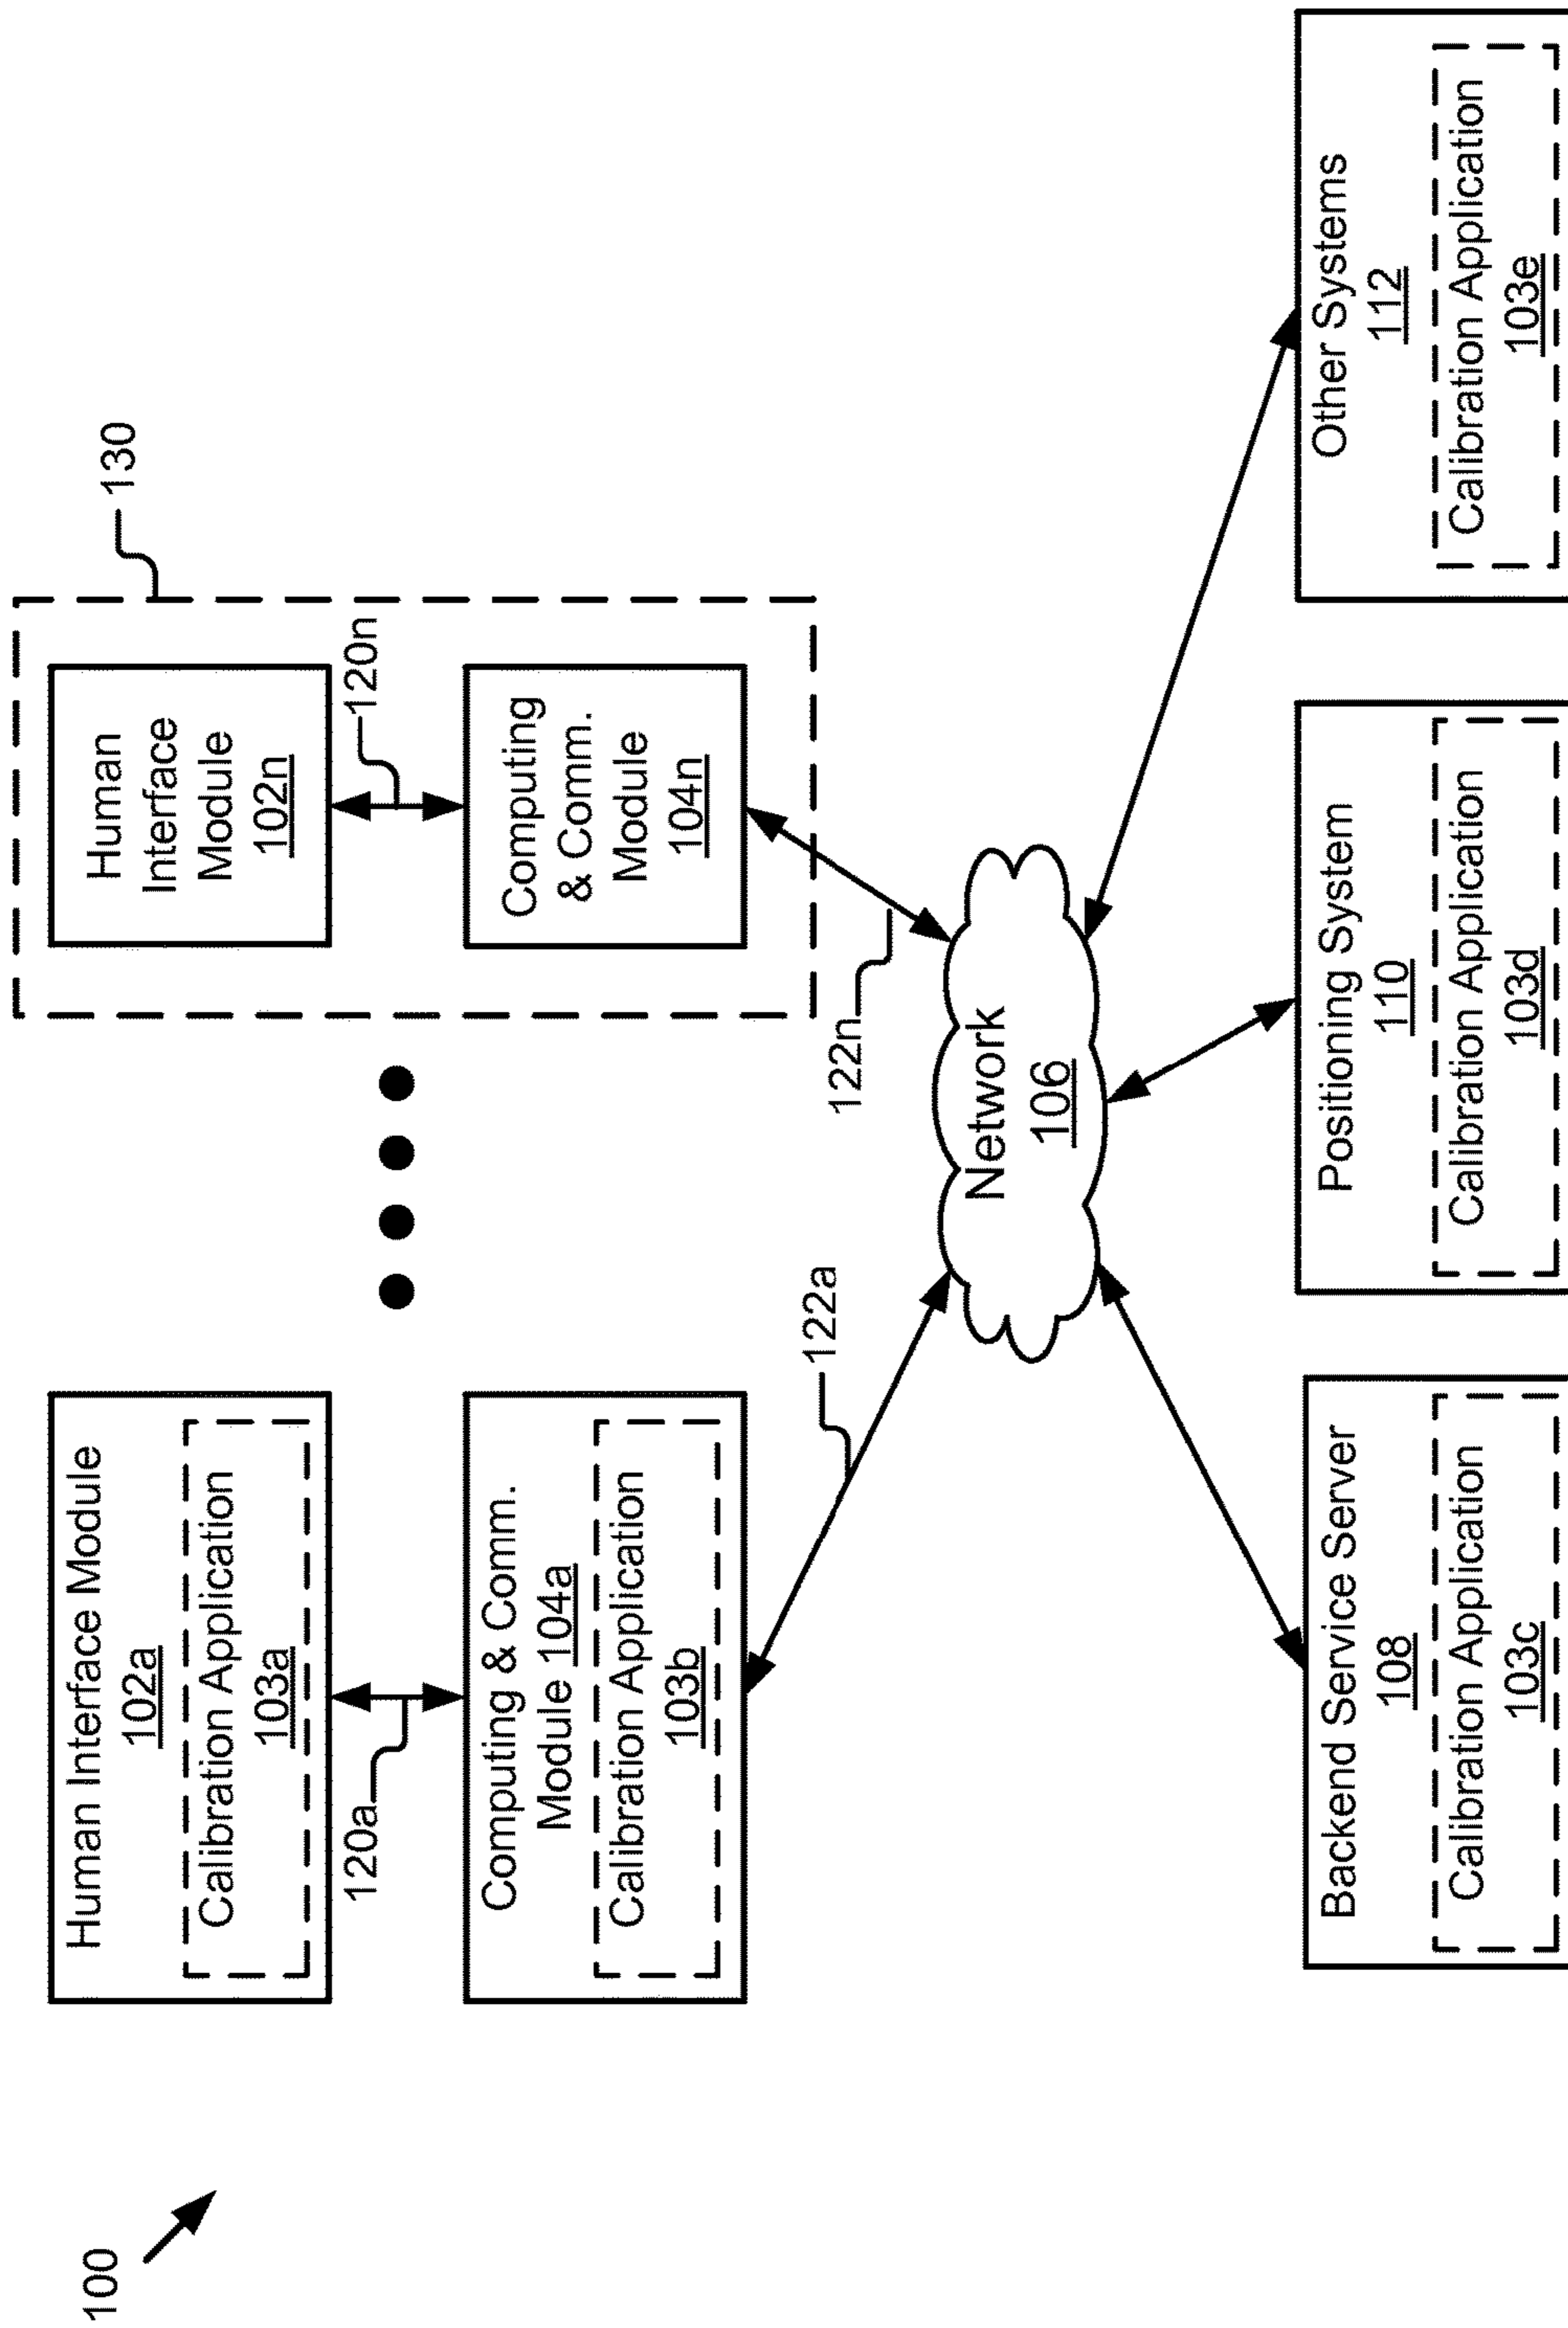 100
Human Interface Module
102a
Calibration Application
103a
120a
Computing & Comm.
Module 104a
Calibration Application
103b
122a
130
Human
Interface
Module
102n
120n
Computing
& Comm.
Module
104n
122n
Network
106
Backend Service Server
108
Calibration Application
103c
Positioning System
110
Calibration Application
103d
Other Systems
112
Calibration Application
103e